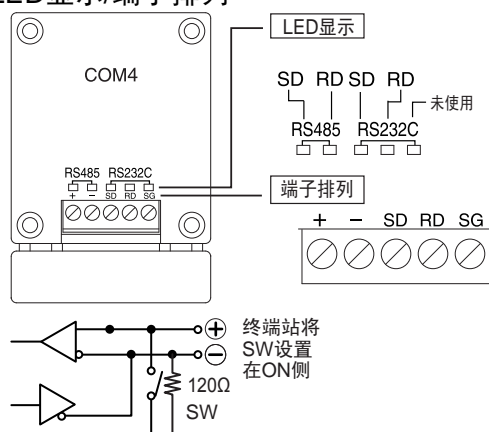 LED显示/端子排列
COM4
RS485 RS232C
+ − SD RD SG
LED显示
SD RD SD RD
未使用
RS485 RS232C
端子排列
+ − SD RD SG
+
−
终端站将
SW设置
在ON侧
120Ω
SW